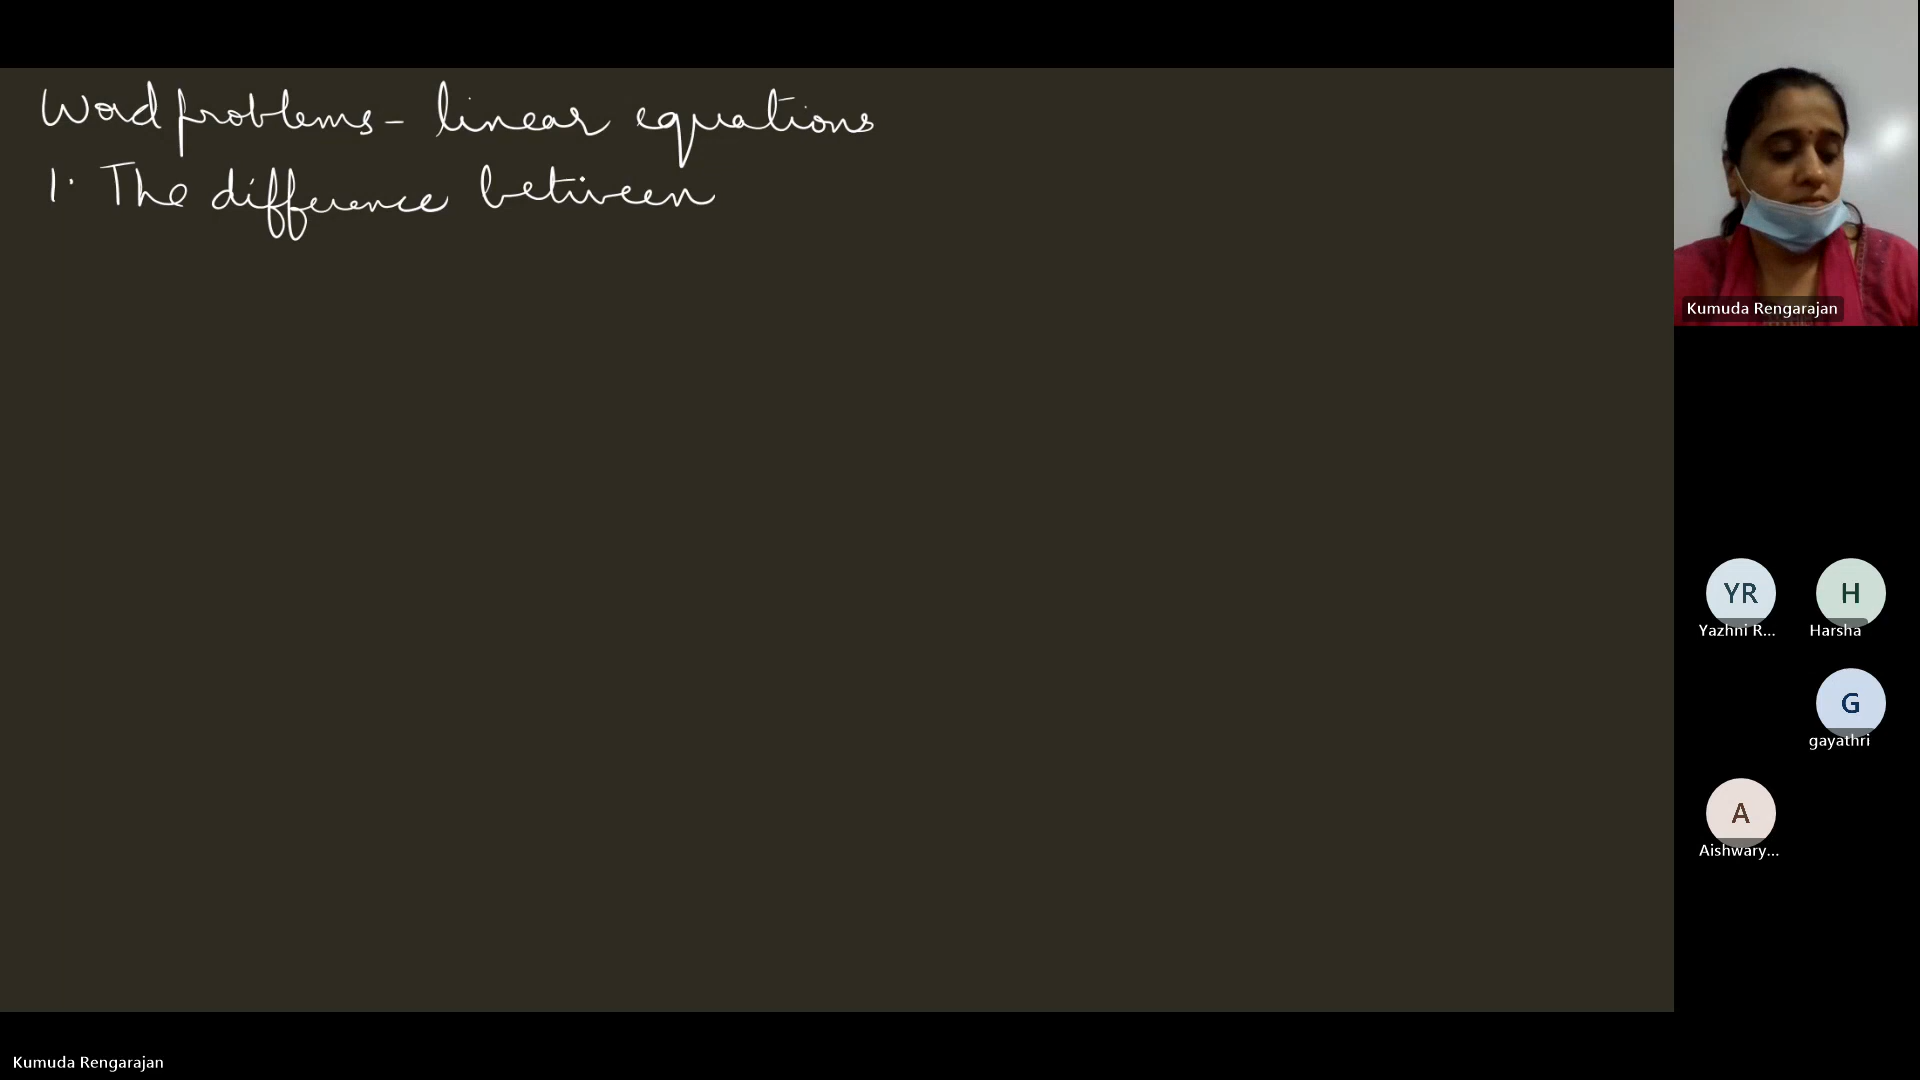 Word problems - linear equations
1. The difference between
Kumuda Rengarajan
YR
H
Yazhni R...
Harsha
G
gayathri
A
Aishwary...
Kumuda Rengarajan